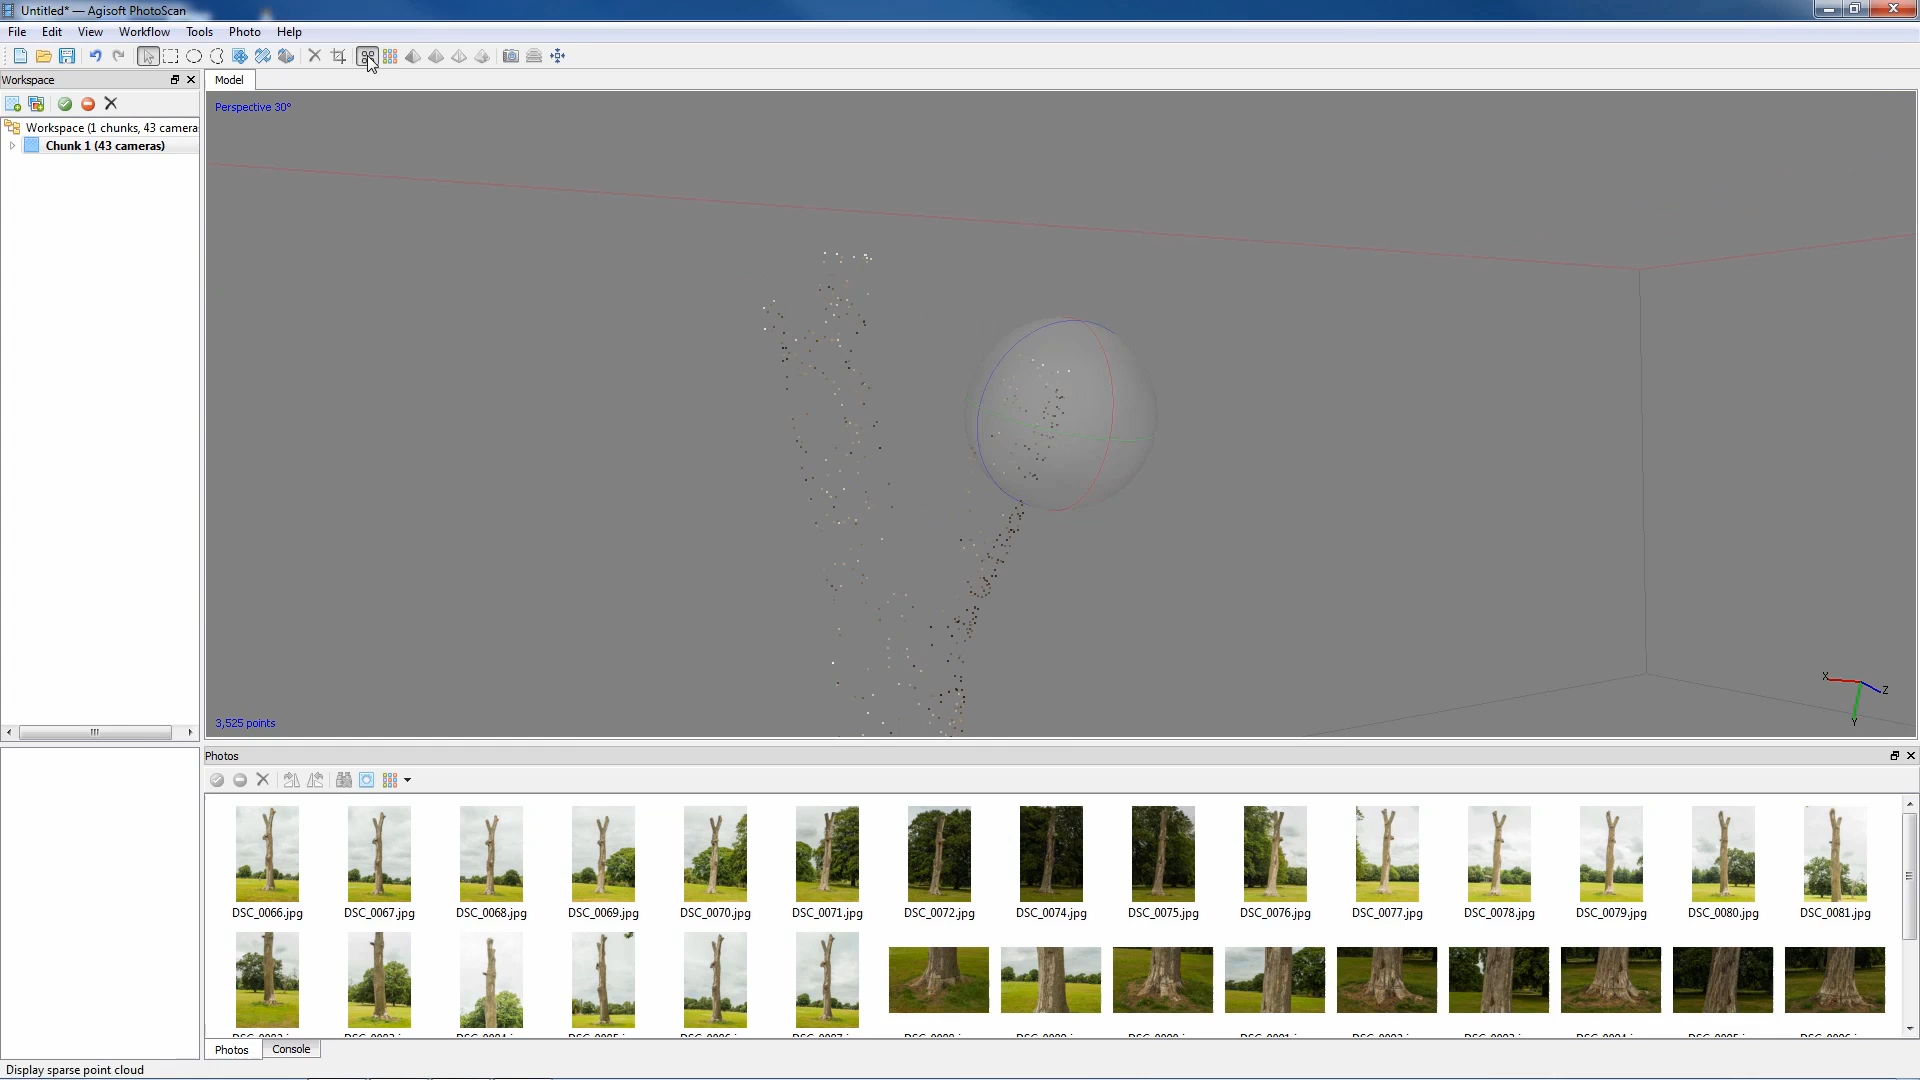 Untitled* — Agisoft PhotoScan
File Edit View Workflow Tools Photo Help
Workspace
Model
Workspace (1 chunks, 43 camera
Chunk 1 (43 cameras)
Perspective 30°
X
Z
Y
3,525 points
Photos
DSC_0066.jpg DSC_0067.jpg DSC_0068.jpg DSC_0069.jpg DSC_0070.jpg DSC_0071.jpg DSC_0072.jpg DSC_0074.jpg DSC_0075.jpg DSC_0076.jpg DSC_0077.jpg DSC_0078.jpg DSC_0079.jpg DSC_0080.jpg DSC_0081.jpg
Photos Console
Display sparse point cloud